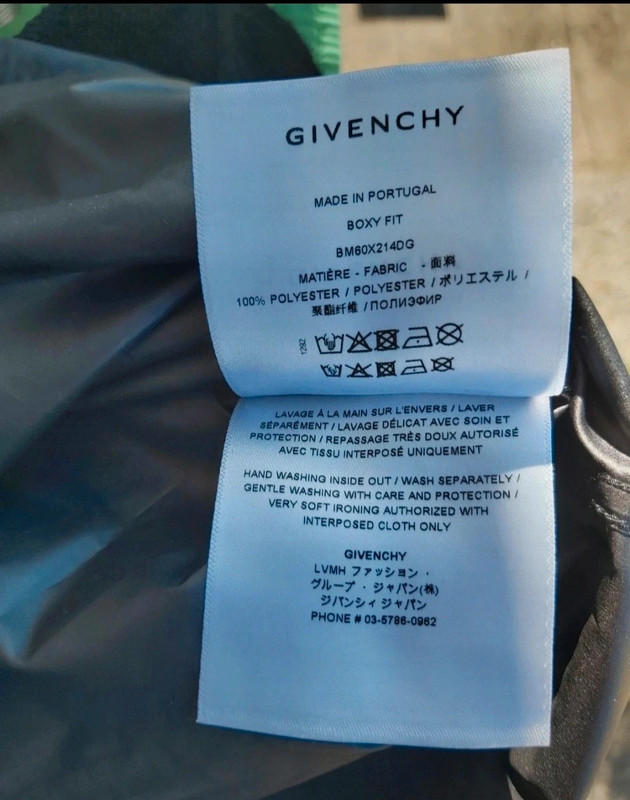 GIVENCHY
MADE IN PORTUGAL
BOXY FIT
BM60X214DG
MATIÈRE - FABRIC - 面料
100% POLYESTER / POLYESTER / ポリエステル /
聚酯纤维 / ПОЛИЭФИР
1292
LAVAGE À LA MAIN SUR L'ENVERS / LAVER
SÉPARÉMENT / LAVAGE DÉLICAT AVEC SOIN ET
PROTECTION / REPASSAGE TRÈS DOUX AUTORISÉ
AVEC TISSU INTERPOSÉ UNIQUEMENT
HAND WASHING INSIDE OUT / WASH SEPARATELY /
GENTLE WASHING WITH CARE AND PROTECTION /
VERY SOFT IRONING AUTHORIZED WITH
INTERPOSED CLOTH ONLY
GIVENCHY
LVMH ファッション ・
グループ ・ ジャパン(株)
ジバンシィ ジャパン
PHONE # 03-5786-0962